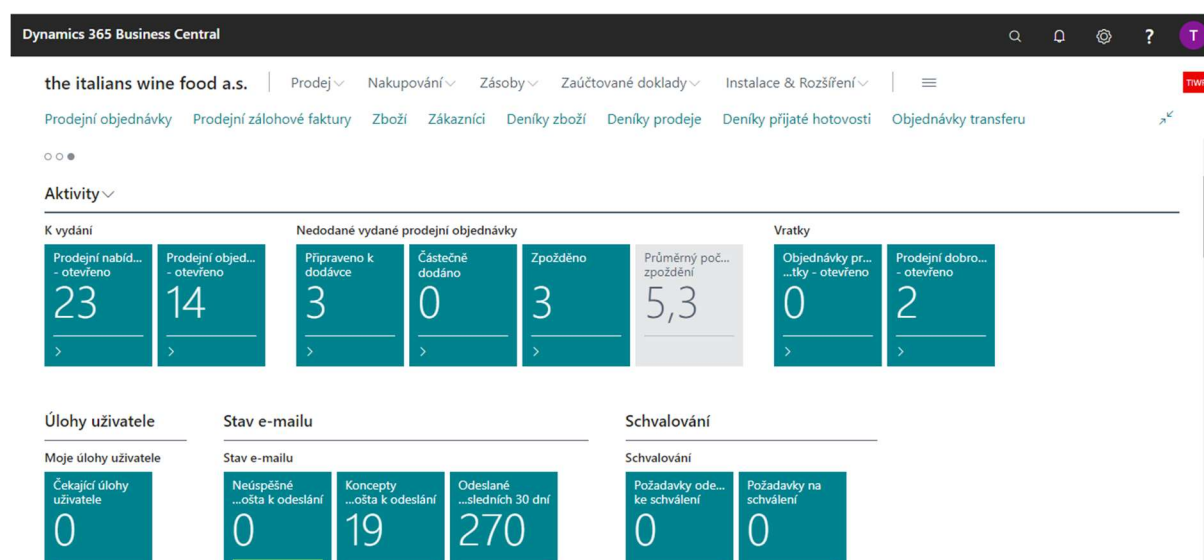 Dynamics 365 Business Central
?
T
the italians wine food a.s.
Prodej
Nakupování
Zásoby
Zaúčtované doklady
Instalace & Rozšíření
TIWF
Prodejní objednávky
Prodejní zálohové faktury
Zboží
Zákazníci
Deníky zboží
Deníky prodeje
Deníky přijaté hotovosti
Objednávky transferu
Aktivity
K vydání
Nedodané vydané prodejní objednávky
Vratky
Prodejní nabíd...
- otevřeno
23
Prodejní objed...
- otevřeno
14
Připraveno k
dodávce
3
Částečně
dodáno
0
Zpožděno
3
Průměrný poč...
zpoždění
5,3
Objednávky pr...
...tky - otevřeno
0
Prodejní dobro...
- otevřeno
2
Úlohy uživatele
Stav e-mailu
Schvalování
Moje úlohy uživatele
Stav e-mailu
Schvalování
Čekající úlohy
uživatele
0
Neúspěšné
...ošta k odeslání
0
Koncepty
...ošta k odeslání
19
Odeslané
...sledních 30 dní
270
Požadavky ode...
ke schválení
0
Požadavky na
schválení
0